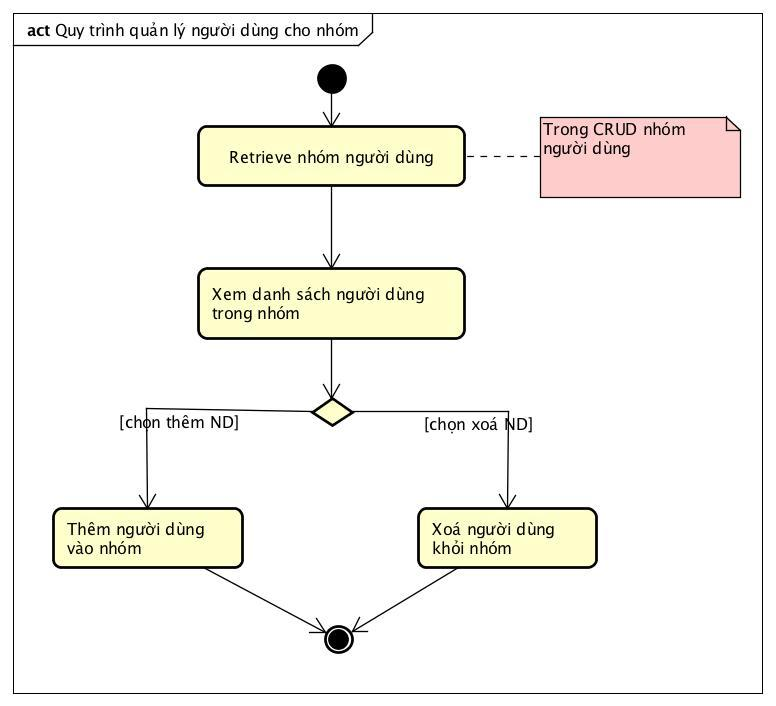 act Quy trình quản lý người dùng cho nhóm
Retrieve nhóm người dùng
Trong CRUD nhóm
người dùng
Xem danh sách người dùng
trong nhóm
[chọn thêm ND]
[chọn xoá ND]
Thêm người dùng
vào nhóm
Xoá người dùng
khỏi nhóm